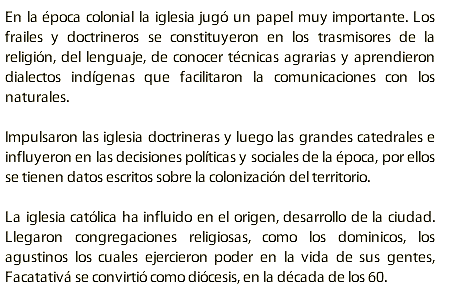 En la época colonial la iglesia jugó un papel muy importante. Los
frailes y doctrineros se constituyeron en los trasmisores de la
religión, del lenguaje, de conocer técnicas agrarias y aprendieron
dialectos indígenas que facilitaron la comunicaciones con los
naturales.
Impulsaron las iglesia doctrineras y luego las grandes catedrales e
influyeron en las decisiones políticas y sociales de la época, por ellos
se tienen datos escritos sobre la colonización del territorio.
La iglesia católica ha influido en el origen, desarrollo de la ciudad.
Llegaron congregaciones religiosas, como los dominicos, los
agustinos los cuales ejercieron poder en la vida de sus gentes,
Facatativá se convirtió como diócesis, en la década de los 60.